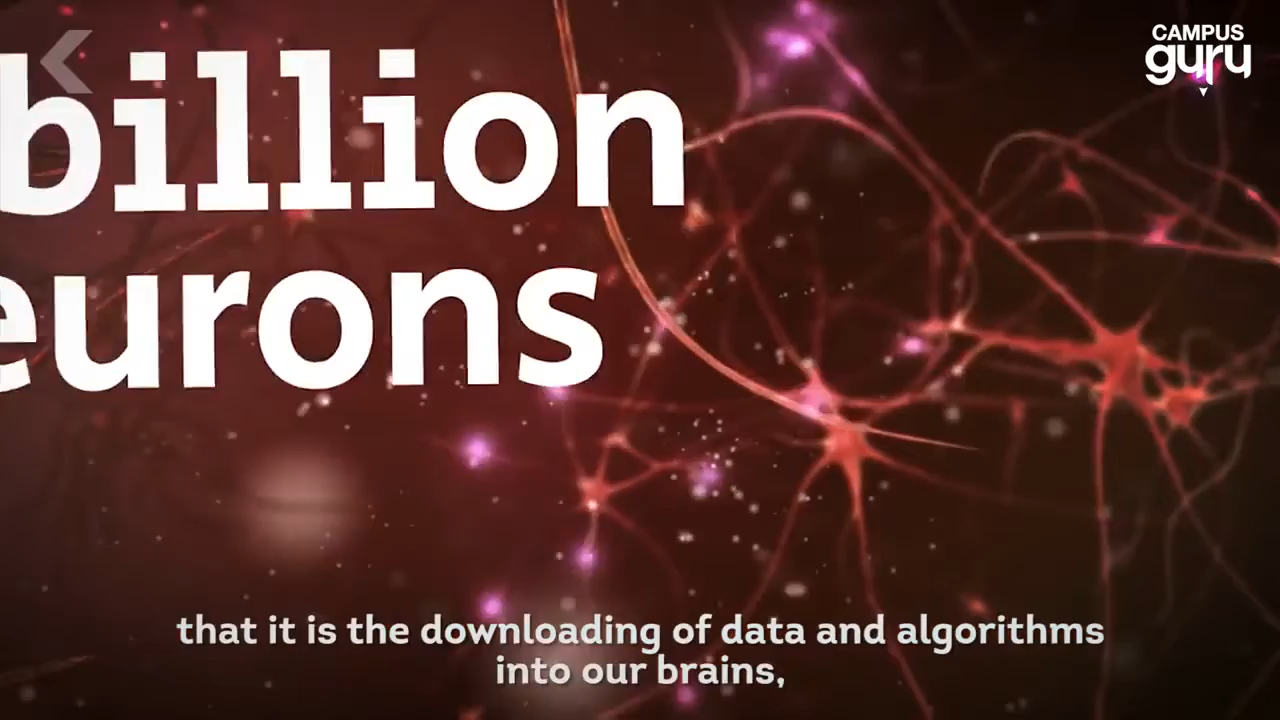 CAMPUS
guru
billion
eurons
that it is the downloading of data and algorithms
into our brains,